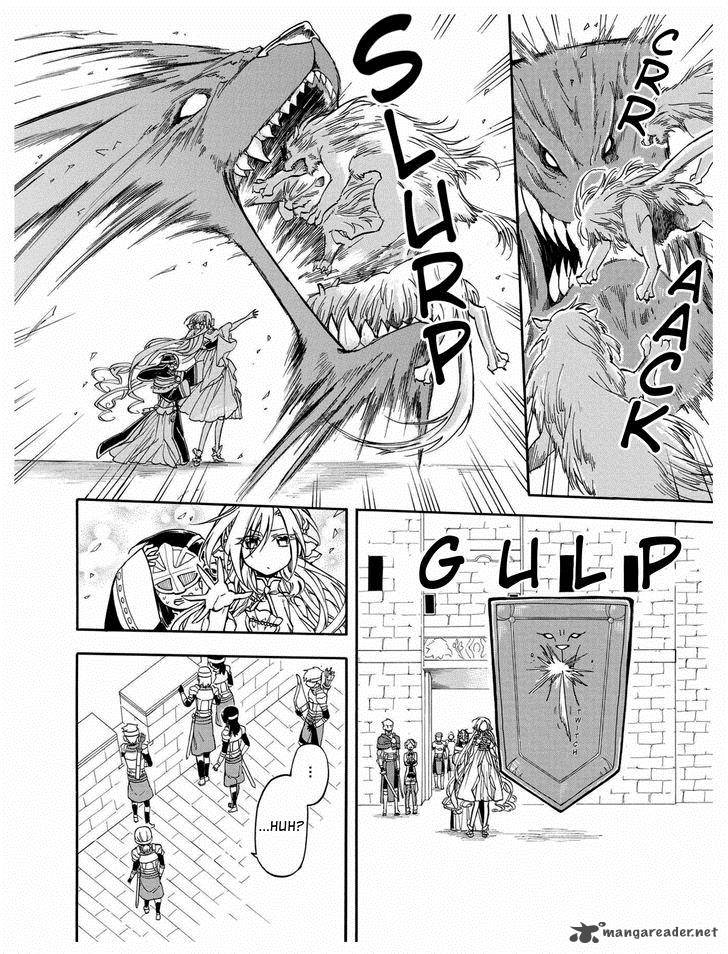 CRR
AACK
SLURP
GULP
TWITCH
...
...HUH?
mangareader.net